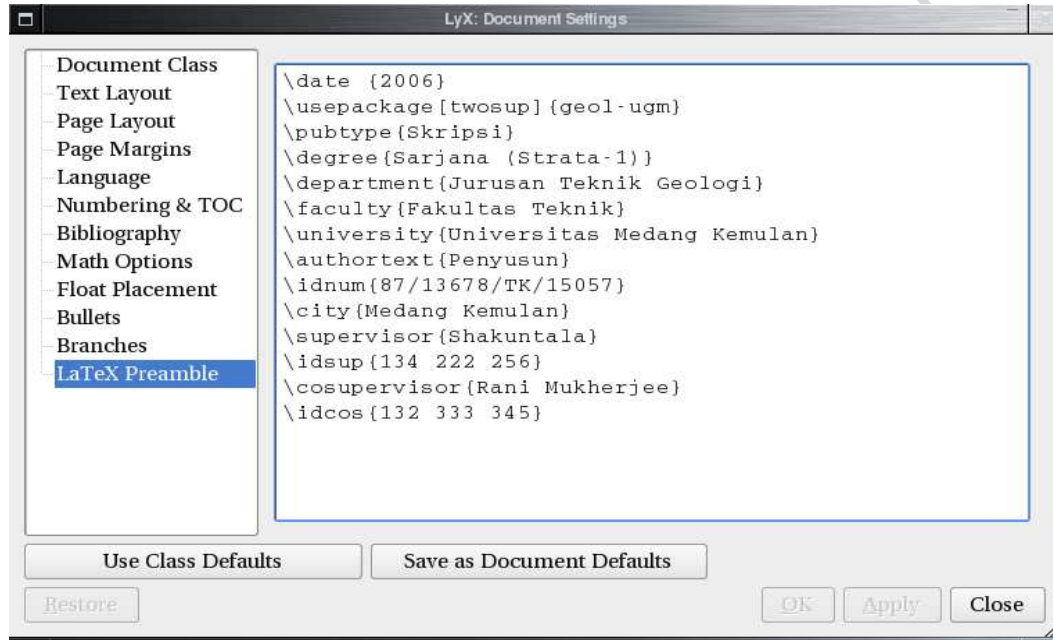 LyX: Document Settings
Document Class
Text Layout
Page Layout
Page Margins
Language
Numbering & TOC
Bibliography
Math Options
Float Placement
Bullets
Branches
LaTeX Preamble
\date {2006}
\usepackage[twosup]{geol-ugm}
\pubtype{Skripsi}
\degree{Sarjana (Strata-1)}
\department{Jurusan Teknik Geologi}
\faculty{Fakultas Teknik}
\university{Universitas Medang Kemulan}
\authortext{Penyusun}
\idnum{87/13678/TK/15057}
\city{Medang Kemulan}
\supervisor{Shakuntala}
\idsup{134 222 256}
\cosupervisor{Rani Mukherjee}
\idcos{132 333 345}
Use Class Defaults
Save as Document Defaults
Restore
OK
Apply
Close